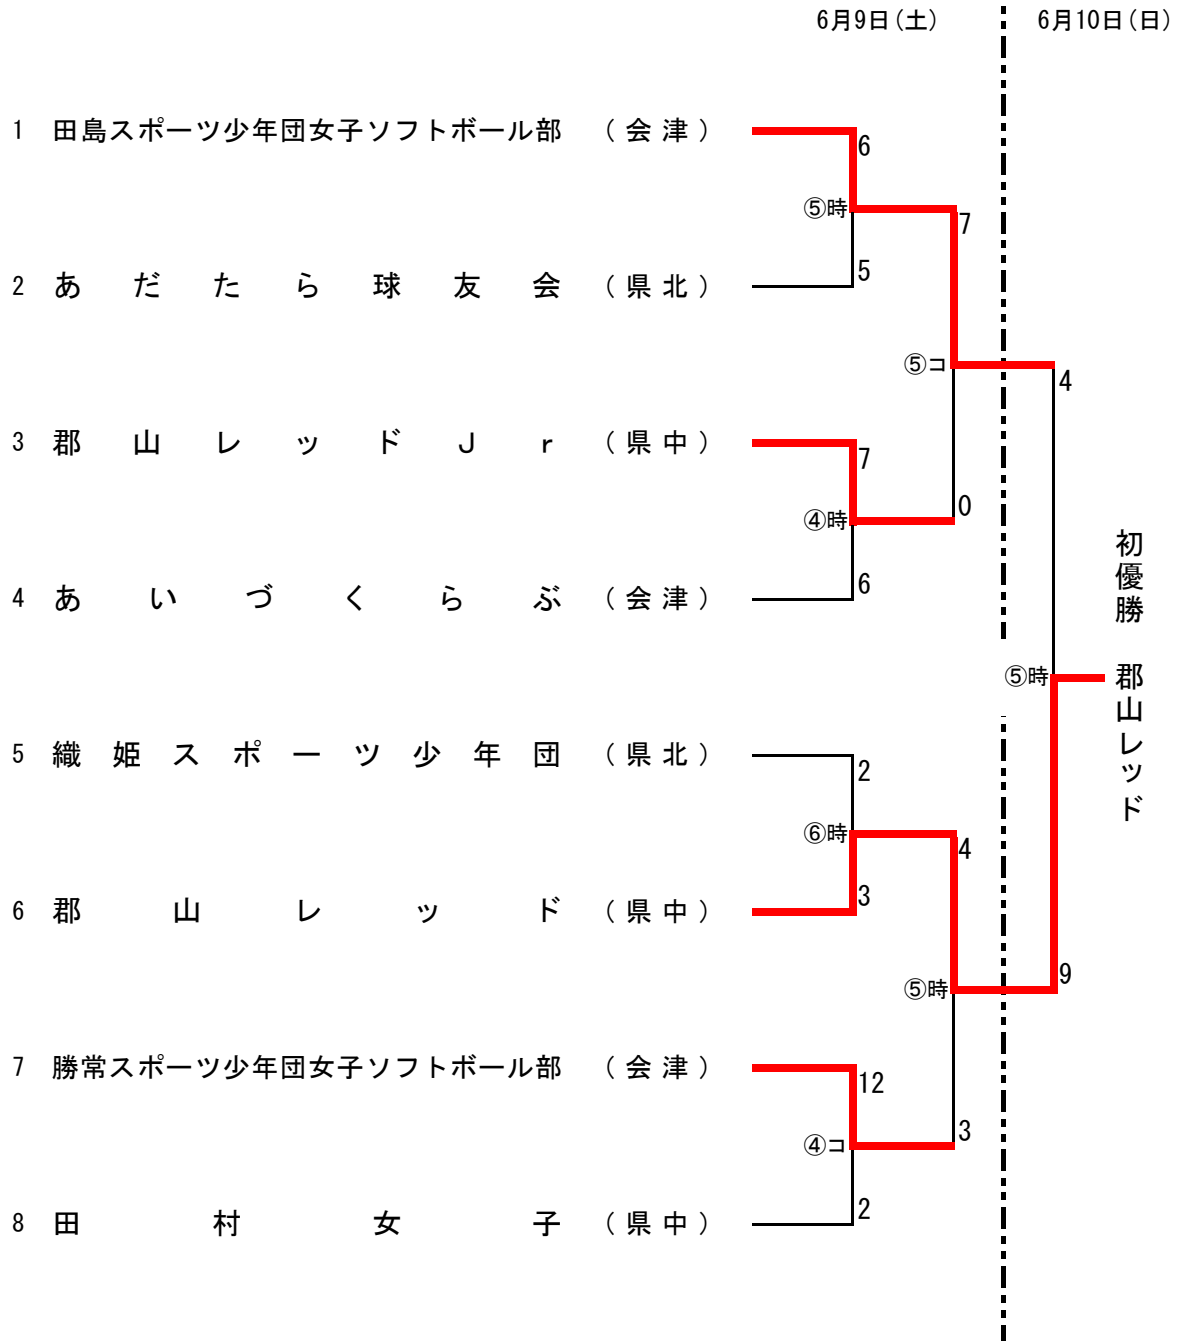 6月9日(土)
6月10日(日)
1 田島スポーツ少年団女子ソフトボール部 (会津)
6
⑤時
7
2 あだたら球友会 (県北)
5
⑤コ
4
3 郡山レッドJr (県中)
7
④時
0
4 あいづくらぶ (会津)
6
初優勝 郡山レッド
⑤時
5 織姫スポーツ少年団 (県北)
2
⑥時
4
6 郡山レッド (県中)
3
⑤時
9
7 勝常スポーツ少年団女子ソフトボール部 (会津)
12
④コ
3
8 田村女子 (県中)
2